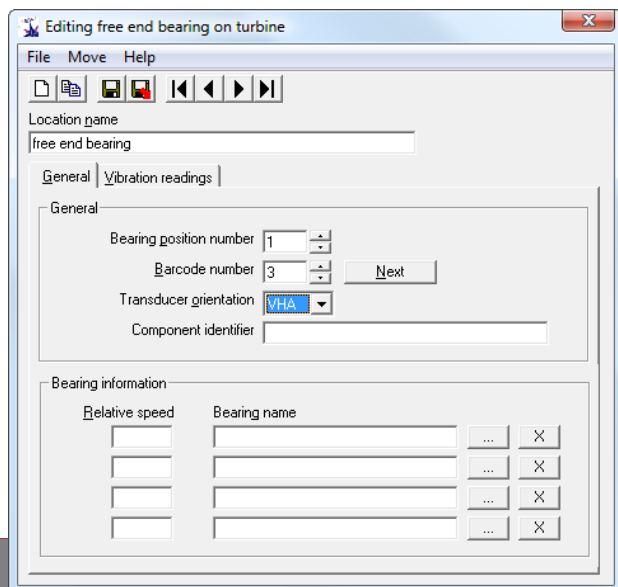 Editing free end bearing on turbine
File Move Help
Location name
free end bearing
General Vibration readings
General
Bearing position number 1
Barcode number 3 Next
Transducer orientation VHA
Component identifier
Bearing information
Relative speed Bearing name
... X
... X
... X
... X